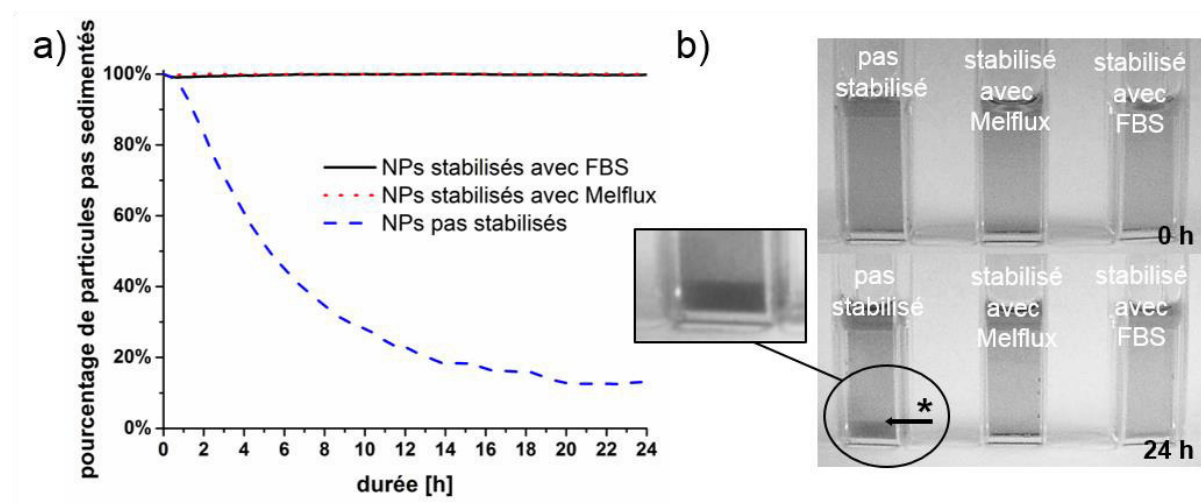 a)
pourcentage de particules pas sedimentés
100%
80%
60%
40%
20%
0%
0 2 4 6 8 10 12 14 16 18 20 22 24
durée [h]
NPs stabilisés avec FBS
NPs stabilisés avec Melflux
NPs pas stabilisés
b)
pas
stabilisé
stabilisé
avec
Melflux
stabilisé
avec
FBS
0 h
pas
stabilisé
stabilisé
avec
Melflux
stabilisé
avec
FBS
*
24 h